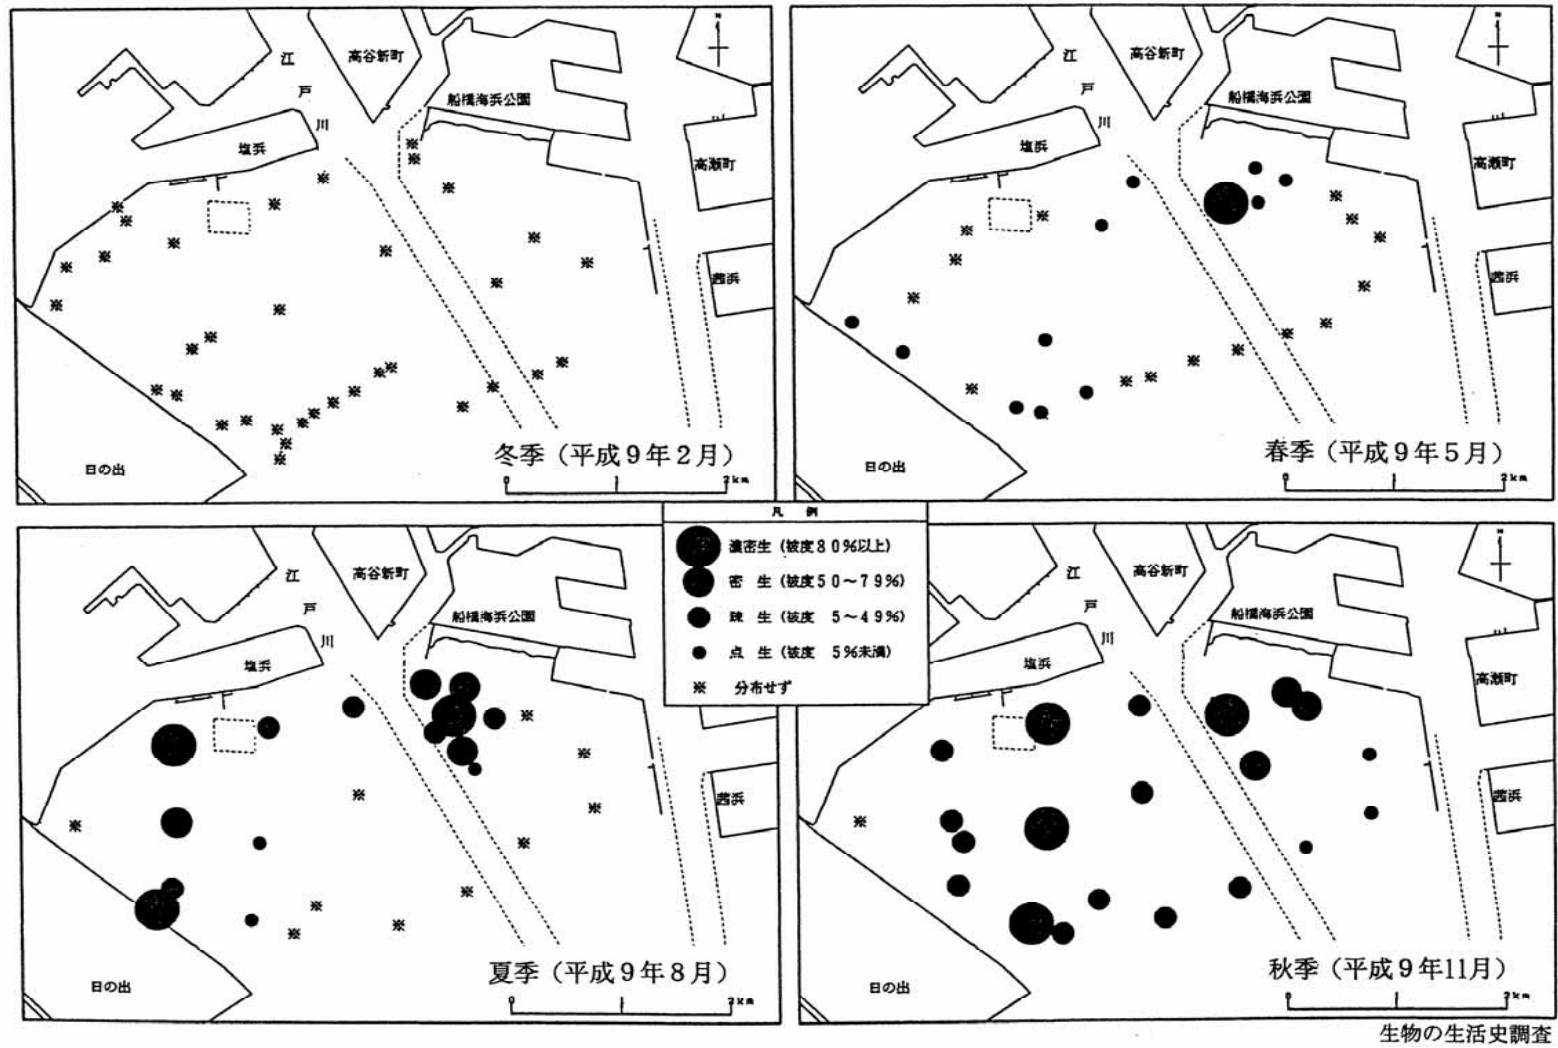 江
戸
川
高谷新町
船橋海浜公園
塩浜
高瀬町
茜浜
日の出
N
冬季（平成９年２月）
0 1 2km
江
戸
川
高谷新町
船橋海浜公園
塩浜
高瀬町
茜浜
日の出
N
春季（平成９年５月）
0 1 2km
凡 例
濃密生（被度８０％以上）
密 生（被度５０～７９％）
疎 生（被度 ５～４９％）
点 生（被度 ５％未満）
※ 分布せず
江
戸
川
高谷新町
船橋海浜公園
塩浜
茜浜
日の出
夏季（平成９年８月）
0 1 2km
江
戸
川
高谷新町
船橋海浜公園
塩浜
高瀬町
茜浜
日の出
N
秋季（平成９年11月）
0 1 2km
生物の生活史調査